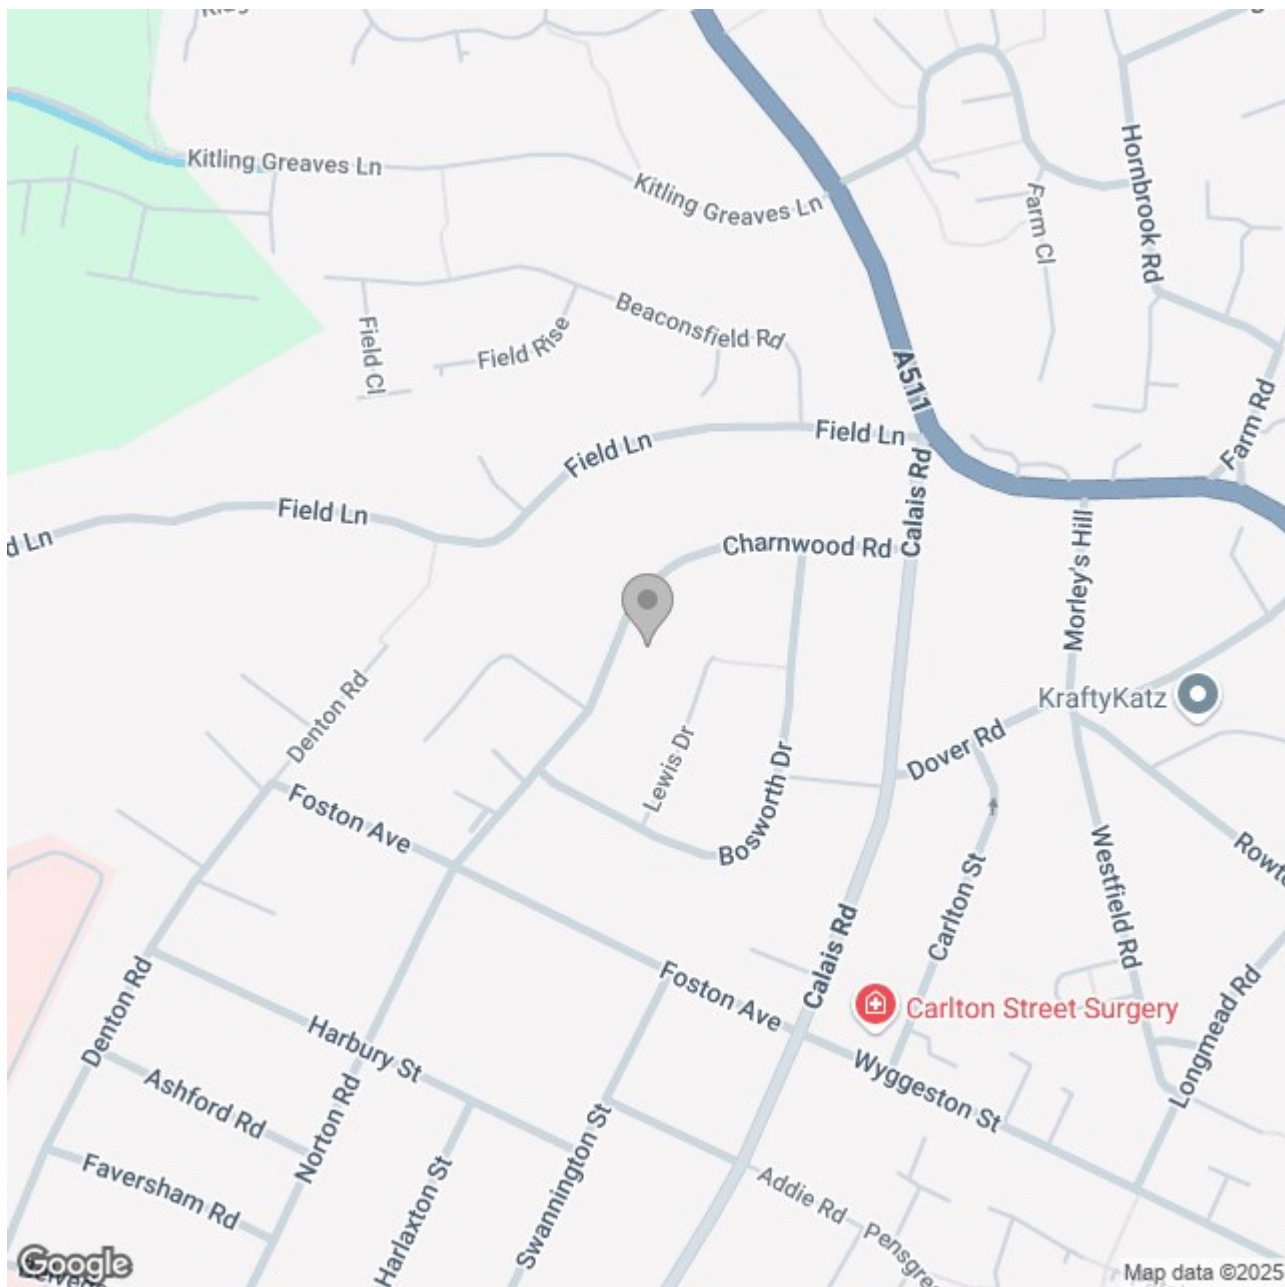 Kitling Greaves Ln
Kitling Greaves Ln
Hornbrook Rd
Farm Cl
Beaconsfield Rd
Field Cl
Field Rise
A511
Farm Rd
Field Ln
Field Ln
Field Ln
d Ln
Calais Rd
Charnwood Rd
Morley's Hill
KraftyKatz
Denton Rd
Lewis Dr
Bosworth Dr
Dover Rd
Foston Ave
Westfield Rd
Carlton St
Calais Rd
Denton Rd
Foston Ave
Carlton Street Surgery
Longmead Rd
Harbury St
Wyggeston St
Ashford Rd
Norton Rd
Swannington St
Faversham Rd
Harlaxton St
Addie Rd
Google
Map data ©2025